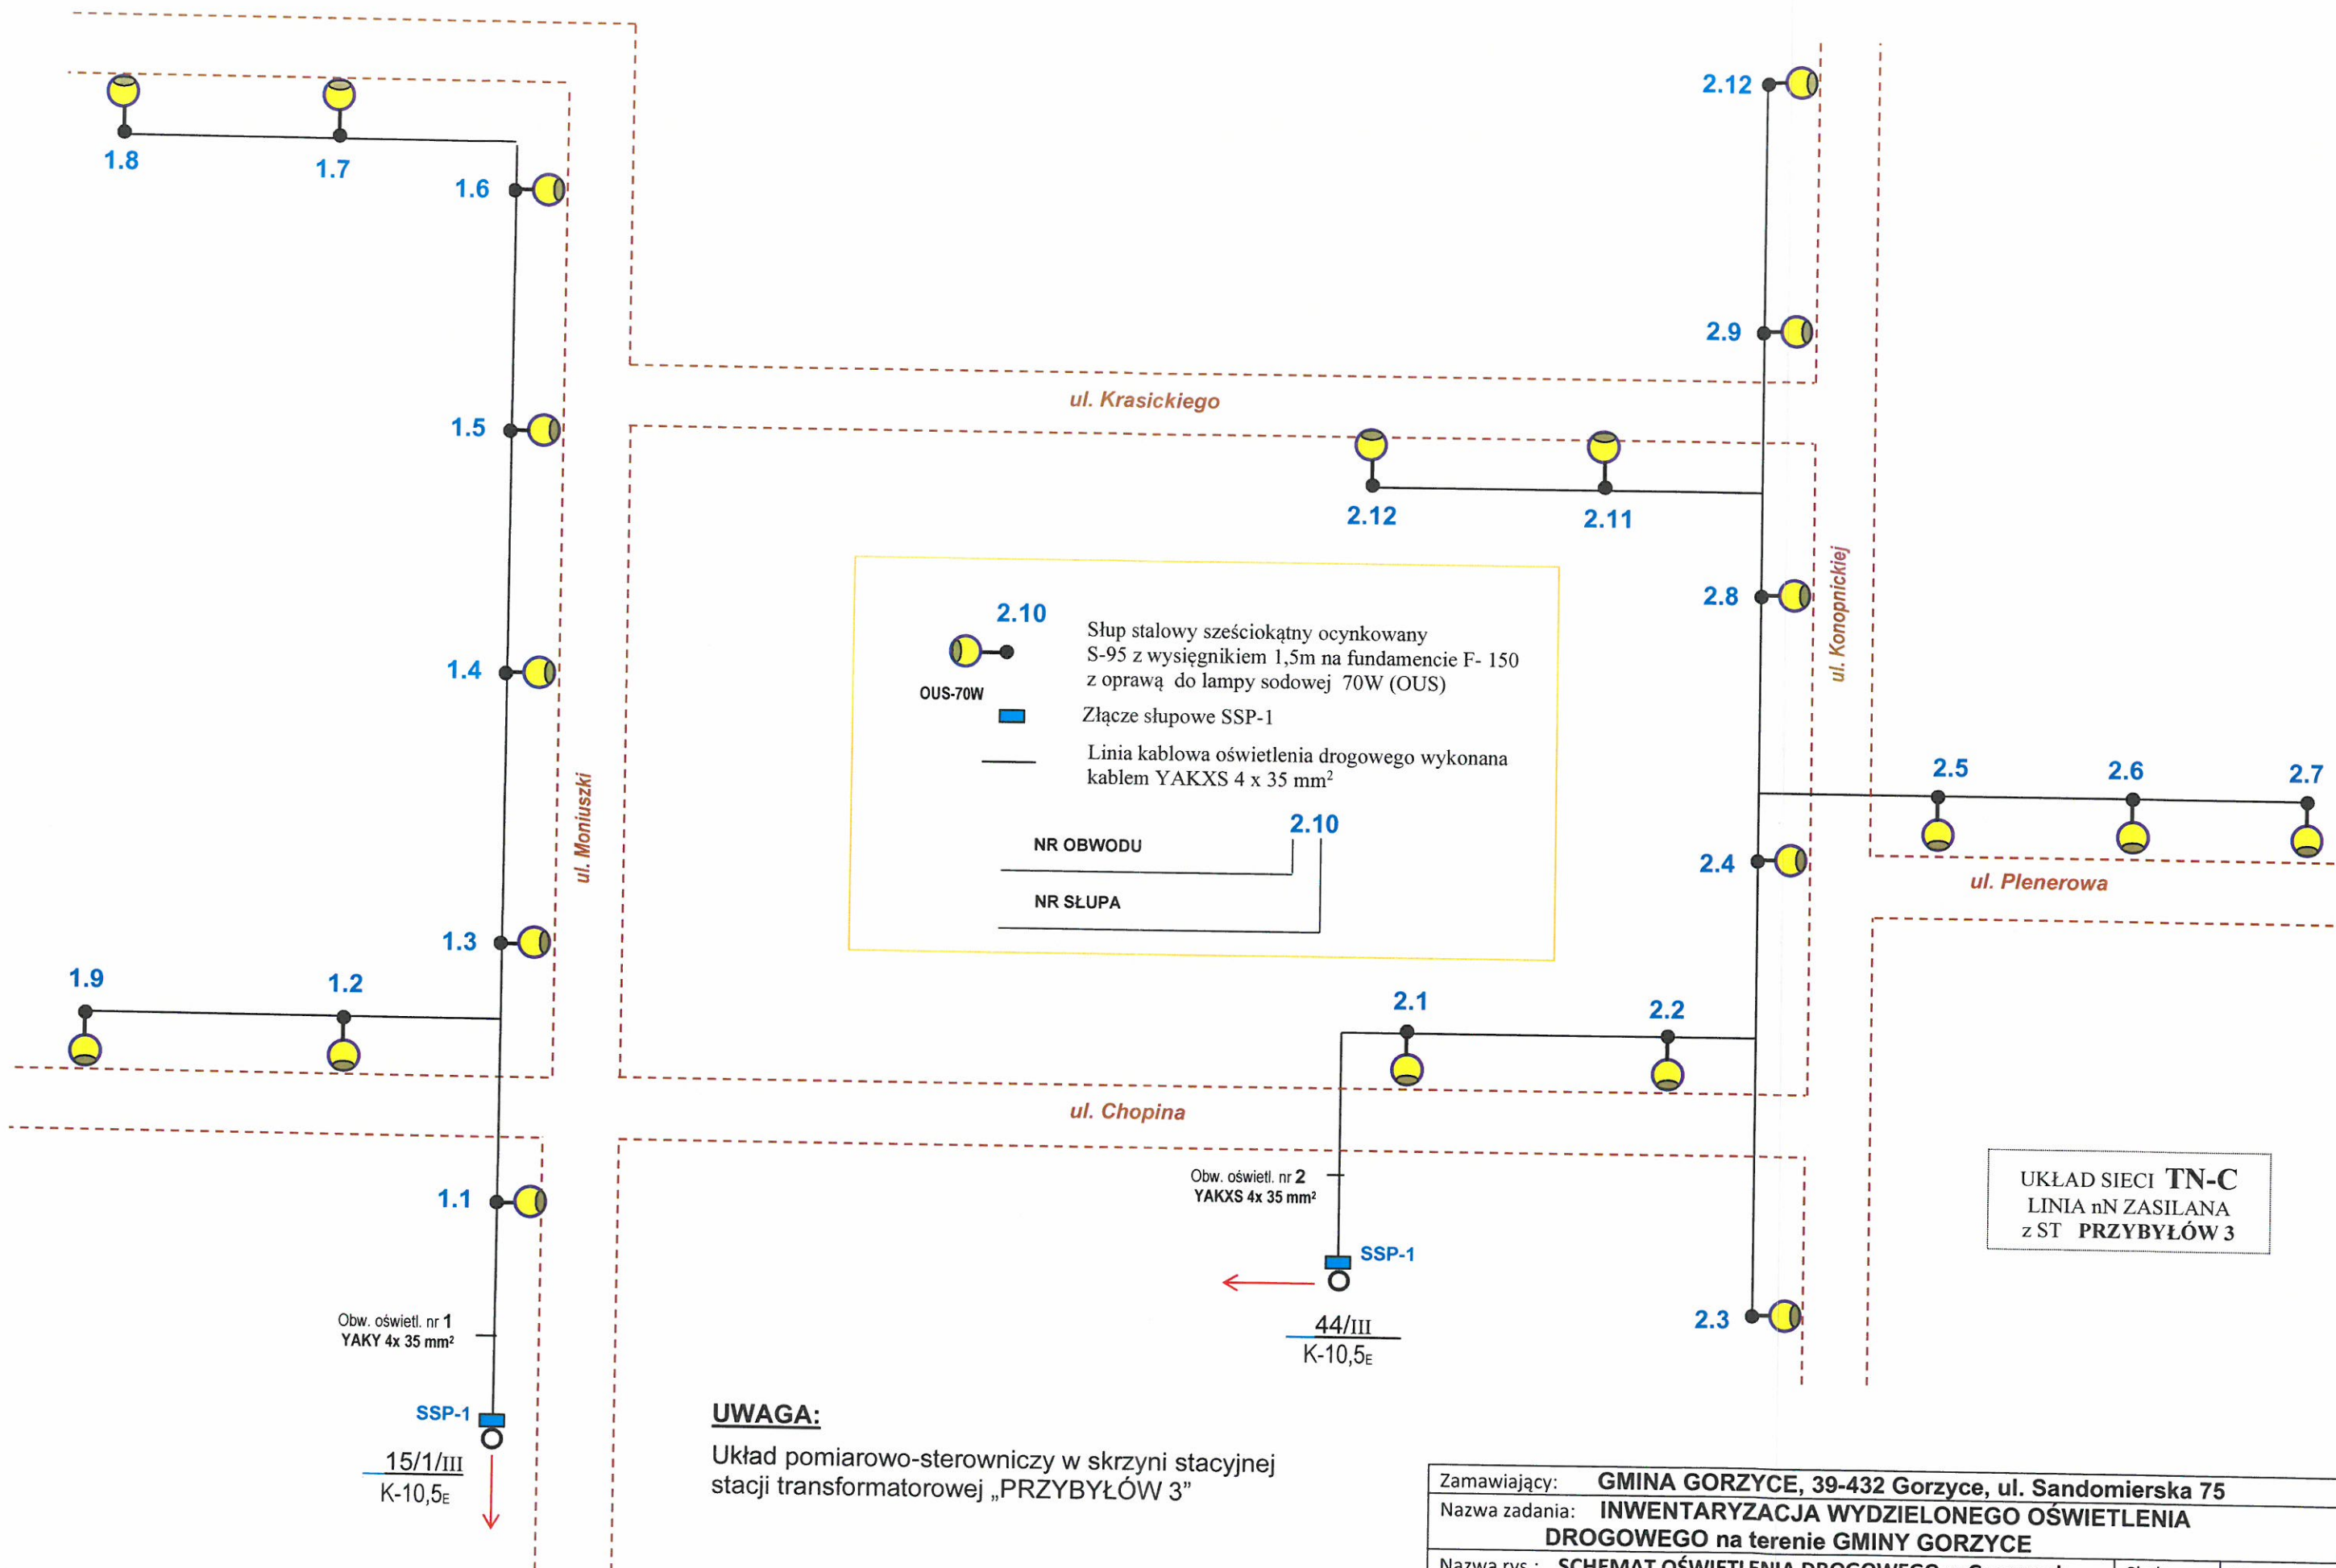 2.12
1.8
1.7
1.6
2.9
ul. Krasickiego
1.5
2.12
2.11
ul. Konopnickiej
2.8
2.10
Słup stalowy sześciokątny ocynkowany
S-95 z wysięgnikiem 1,5m na fundamencie F- 150
z oprawą do lampy sodowej 70W (OUS)
OUS-70W
Złącze słupowe SSP-1
Linia kablowa oświetlenia drogowego wykonana
kablem YAKXS 4 x 35 mm²
2.10
NR OBWODU
NR SŁUPA
1.4
ul. Moniuszki
2.5
2.6
2.7
2.4
ul. Plenerowa
1.3
1.9
1.2
2.1
2.2
ul. Chopina
1.1
Obw. oświetl. nr 2
YAKXS 4x 35 mm²
SSP-1
44/III
K-10,5E
2.3
UKŁAD SIECI TN-C
LINIA nN ZASILANA
z ST PRZYBYŁÓW 3
Obw. oświetl. nr 1
YAKY 4x 35 mm²
SSP-1
15/1/III
K-10,5E
UWAGA:
Układ pomiarowo-sterowniczy w skrzyni stacyjnej
stacji transformatorowej „PRZYBYŁÓW 3”
Zamawiający: GMINA GORZYCE, 39-432 Gorzyce, ul. Sandomierska 75
Nazwa zadania: INWENTARYZACJA WYDZIELONEGO OŚWIETLENIA
DROGOWEGO na terenie GMINY GORZYCE
Nazwa rys.: SCHEMAT OŚWIETLENIA DROGOWEGO